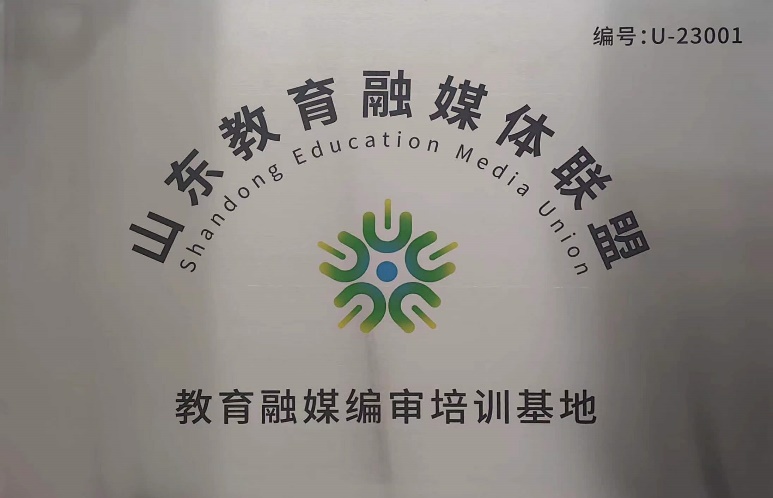 编号:U-23001
山东教育融媒体联盟
Shandong Education Media Union
教育融媒编审培训基地